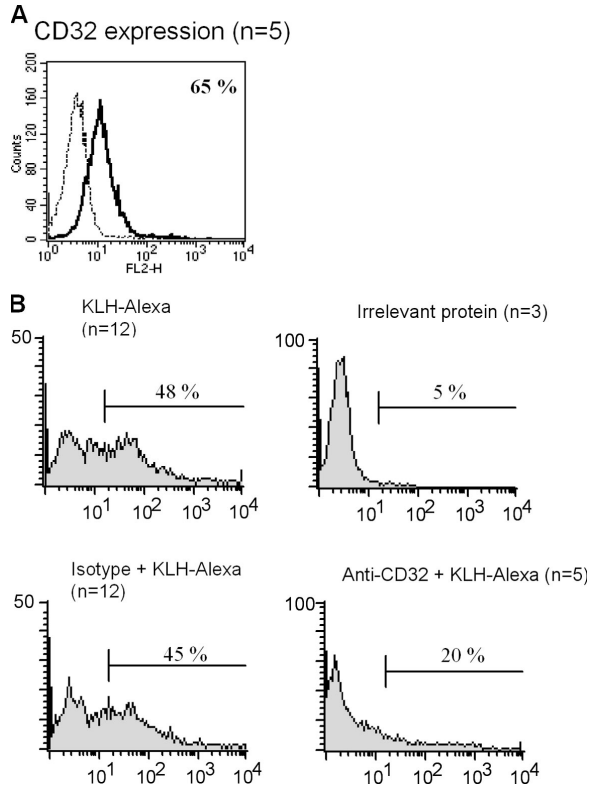 A
CD32 expression (n=5)
65 %
200
160
120
80
40
0
Counts
10^0 10^1 10^2 10^3 10^4
FL2-H
B
KLH-Alexa
(n=12)
50
48 %
10^1 10^2 10^3 10^4
Irrelevant protein (n=3)
100
5 %
10^1 10^2 10^3 10^4
Isotype + KLH-Alexa
(n=12)
50
45 %
10^1 10^2 10^3 10^4
Anti-CD32 + KLH-Alexa (n=5)
100
20 %
10^1 10^2 10^3 10^4